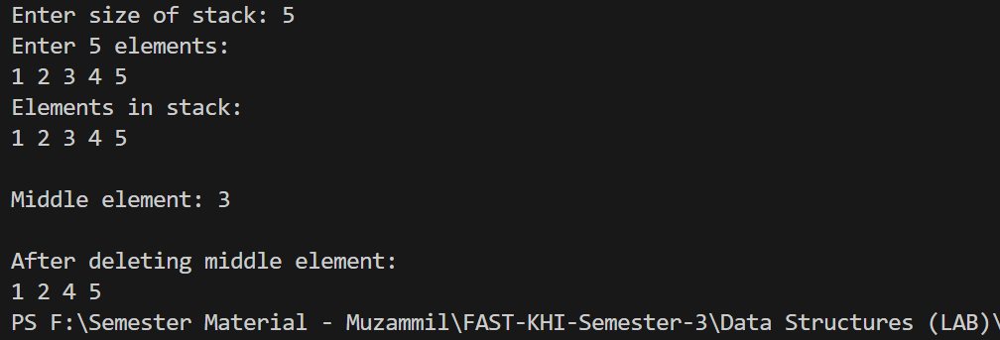 Enter size of stack: 5
Enter 5 elements:
1 2 3 4 5
Elements in stack:
1 2 3 4 5
Middle element: 3
After deleting middle element:
1 2 4 5
PS F:\Semester Material - Muzammil\FAST-KHI-Semester-3\Data Structures (LAB)\